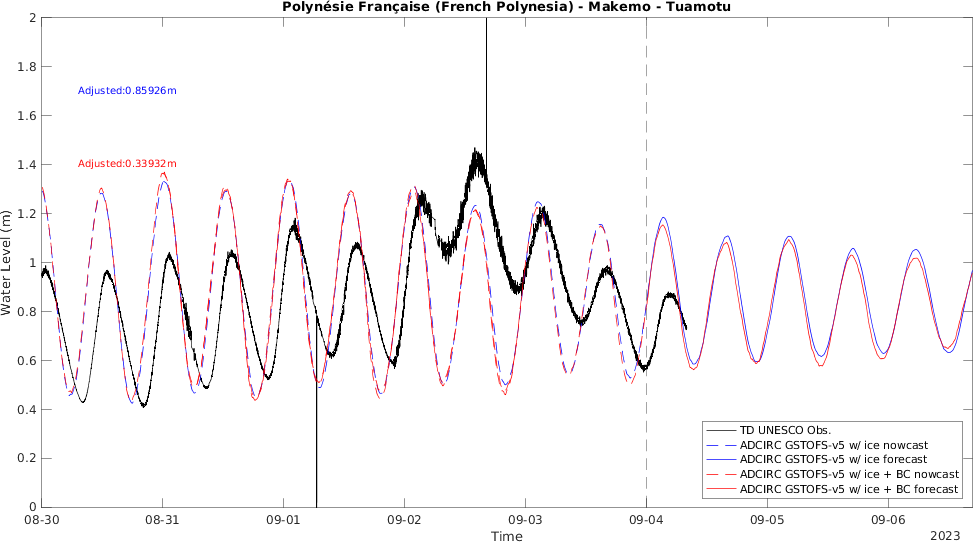 Polynésie Française (French Polynesia) - Makemo - Tuamotu
2
1.8
1.6
1.4
1.2
1
0.8
0.6
0.4
0.2
0
Water Level (m)
Adjusted:0.85926m
Adjusted:0.33932m
TD UNESCO Obs.
ADCIRC GSTOFS-v5 w/ ice nowcast
ADCIRC GSTOFS-v5 w/ ice forecast
ADCIRC GSTOFS-v5 w/ ice + BC nowcast
ADCIRC GSTOFS-v5 w/ ice + BC forecast
08-30 08-31 09-01 09-02 09-03 09-04 09-05 09-06
Time
2023